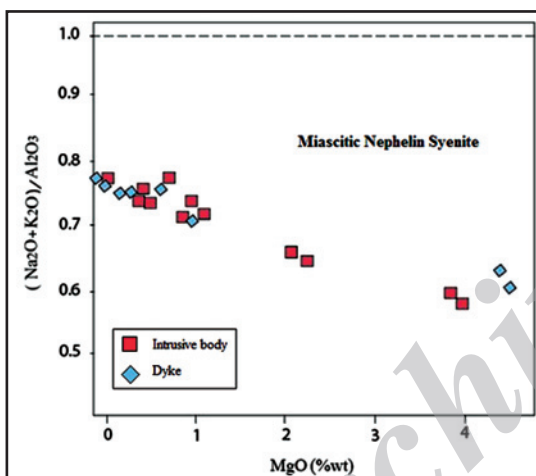 1.0
0.9
Miascitic Nephelin Syenite
0.8
0.7
0.6
0.5
(Na2O+K2O)/Al2O3
Intrusive body
Dyke
0 1 2 3 4
MgO (%wt)